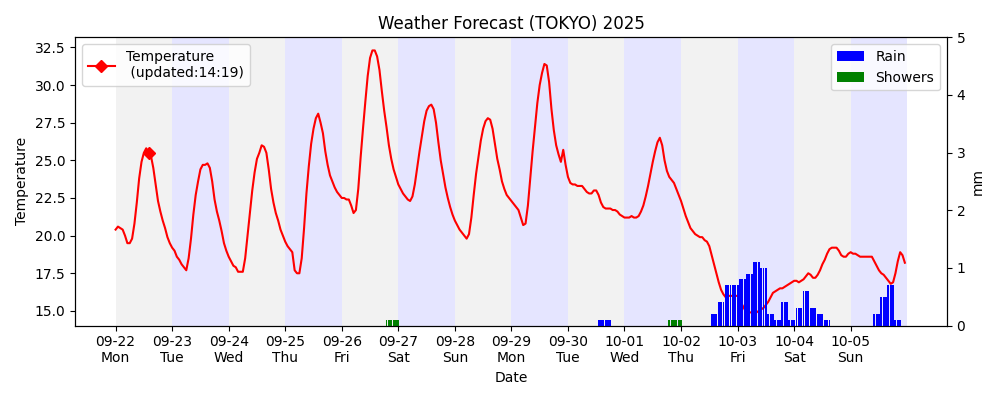 Weather Forecast (TOKYO) 2025
Temperature
(updated:14:19)
Rain
Showers
Temperature
32.5
30.0
27.5
25.0
22.5
20.0
17.5
15.0
5
4
3
2
1
0
mm
09-22 09-23 09-24 09-25 09-26 09-27 09-28 09-29 09-30 10-01 10-02 10-03 10-04 10-05
Mon Tue Wed Thu Fri Sat Sun Mon Tue Wed Thu Fri Sat Sun
Date